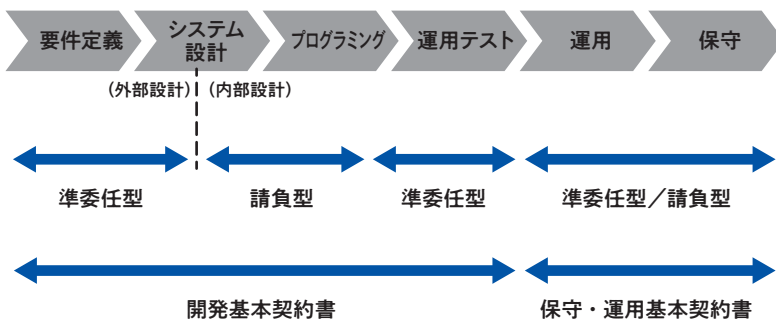 要件定義
システム
設計
プログラミング
運用テスト
運用
保守
(外部設計)
(内部設計)
準委任型
請負型
準委任型
準委任型／請負型
開発基本契約書
保守・運用基本契約書